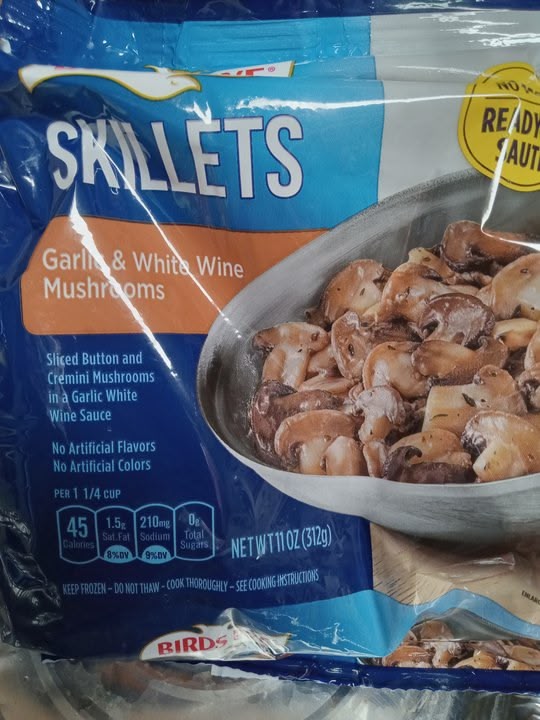 SKILLETS
NO
READY
SAUT
Garlic & White Wine
Mushrooms
Sliced Button and
Cremini Mushrooms
in a Garlic White
Wine Sauce
No Artificial Flavors
No Artificial Colors
PER 1 1/4 CUP
45 Calories
1.5g Sat. Fat 8% DV
210mg Sodium 9% DV
0g Total Sugars
NET WT 11 OZ (312g)
KEEP FROZEN – DO NOT THAW – COOK THOROUGHLY – SEE COOKING INSTRUCTIONS
BIRDS